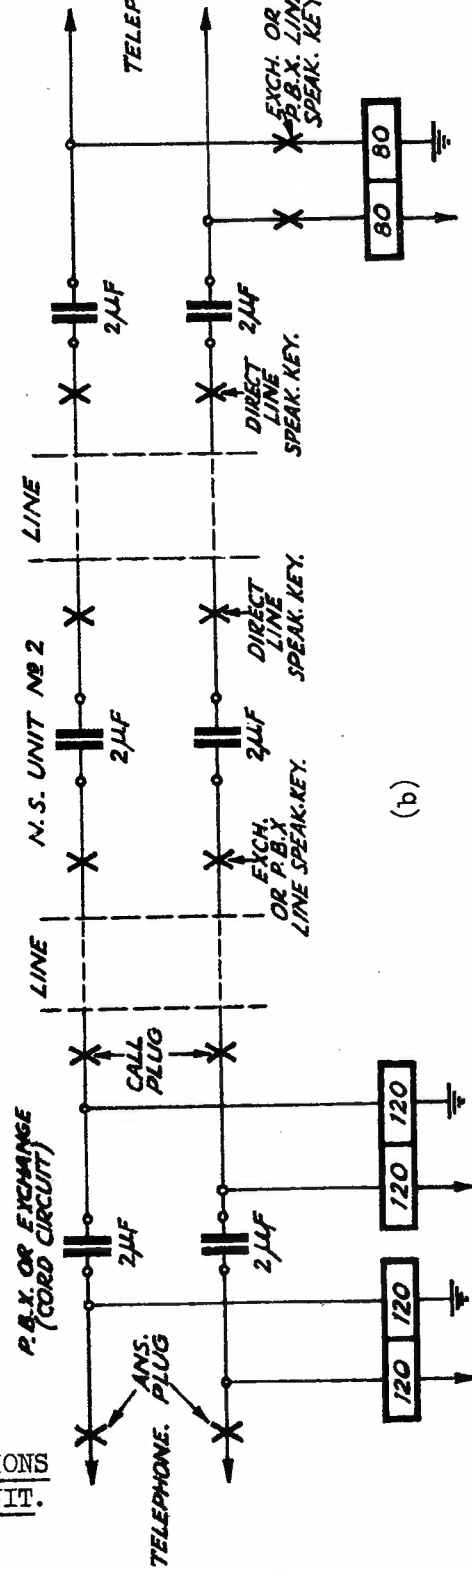 IONS
IT.
P.B.X. OR EXCHANGE
(CORD CIRCUIT)
LINE
N.S. UNIT Nº 2
LINE
TELEP
2µF
2µF
2µF
2µF
2µF
2µF
ANS.
PLUG
TELEPHONE.
CALL
PLUG
EXCH.
OR P.B.X
LINE SPEAK.KEY.
DIRECT
LINE
SPEAK. KEY.
DIRECT
LINE
SPEAK. KEY.
EXCH. OR
P.B.X. LINE
SPEAK. KEY
120 120
120 120
80 80
(b)